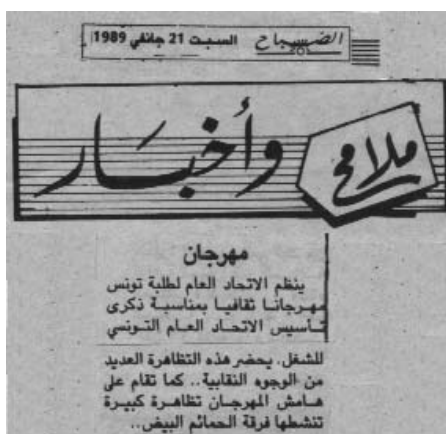 الصباح السبت 21 جانفي 1989
ملامح وأخبار
مهرجان
ينظم الاتحاد العام لطلبة تونس
مهرجانا ثقافيا بمناسبة ذكرى
تأسيس الاتحاد العام التونسي
للشغل. يحضر هذه التظاهرة العديد
من الوجوه النقابية.. كما تقام على
هامش المهرجان تظاهرة كبيرة
تنشطها فرقة الحمائم البيض..